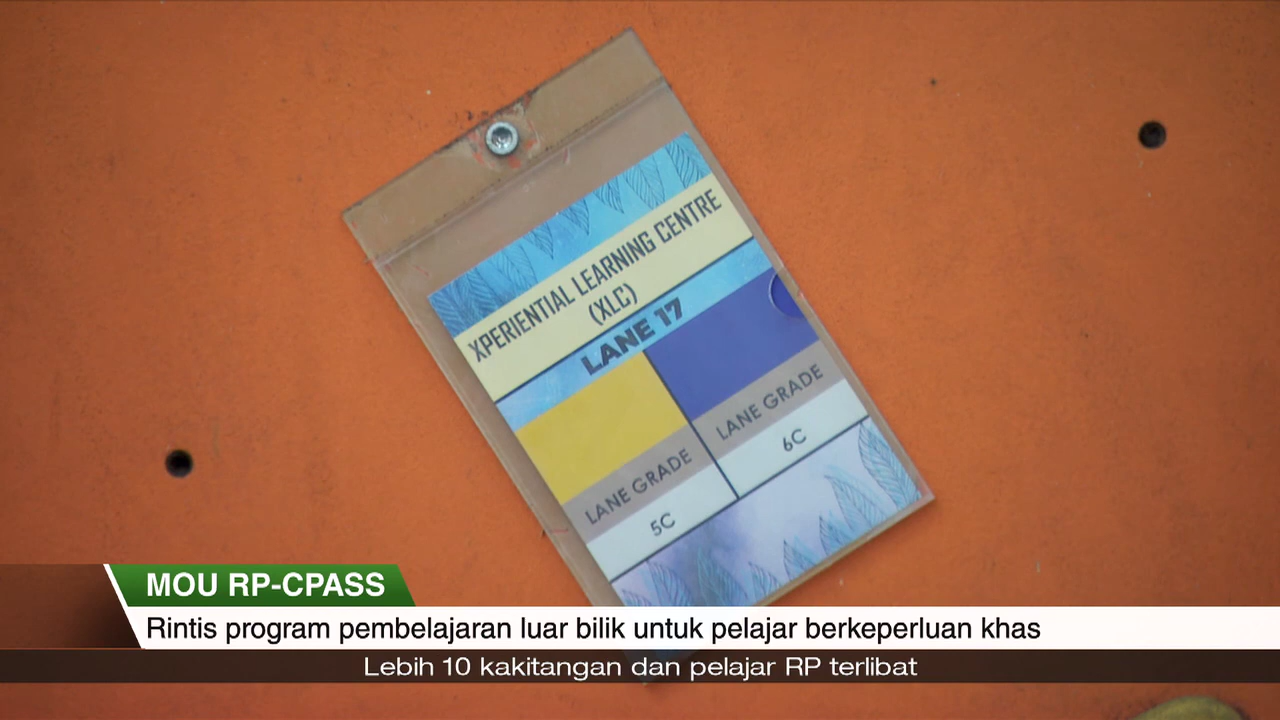 XPERIENTIAL LEARNING CENTRE
(XLC)
LANE 17
LANE GRADE
5C
LANE GRADE
6C
MOU RP-CPASS
Rintis program pembelajaran luar bilik untuk pelajar berkeperluan khas
Lebih 10 kakitangan dan pelajar RP terlibat